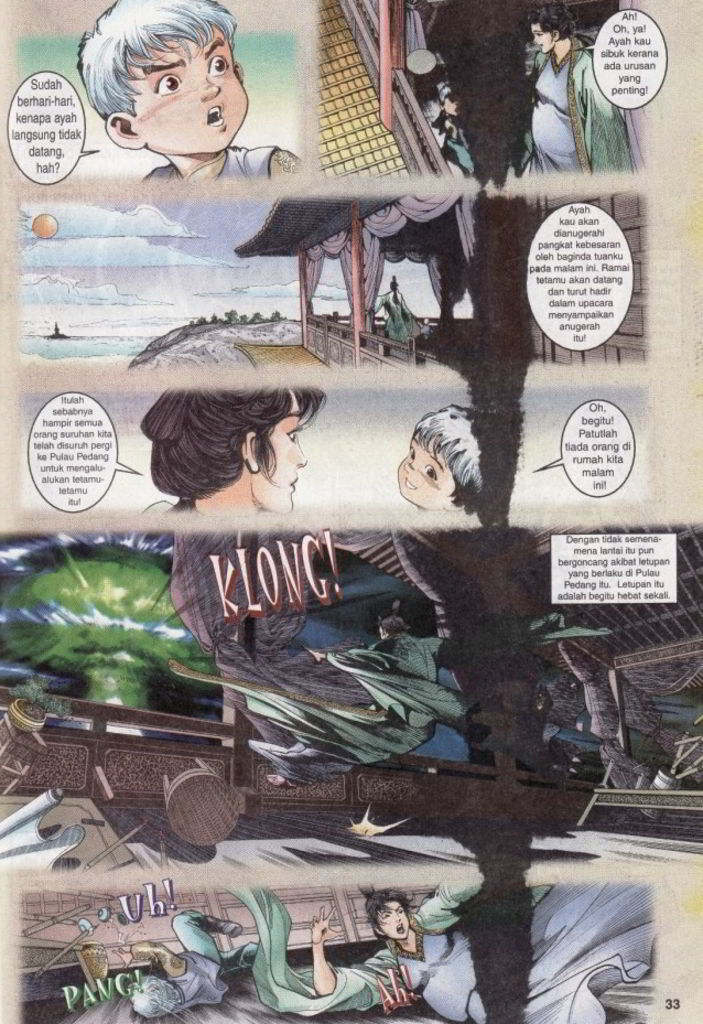 Sudah
berhari-hari,
kenapa ayah
langsung tidak
datang,
hah?
Ah!
Oh, ya!
Ayah kau
sibuk kerana
ada urusan
yang
penting!
Ayah
kau akan
dianugerahi
pangkat kebesaran
oleh baginda tuanku
pada malam ini. Ramai
tetamu akan datang
dan turut hadir
dalam upacara
menyampaikan
anugerah
itu!
Itulah
sebabnya
hampir semua
orang suruhan kita
telah disuruh pergi
ke Pulau Pedang
untuk mengalu-
alukan tetamu-
tetamu
itu!
Oh,
begitu!
Patutlah
tiada orang di
rumah kita
malam
ini!
KLONG!
Dengan tidak semena-
mena lantai itu pun
bergoncang akibat letupan
yang berlaku di Pulau
Pedang itu. Letupan itu
adalah begitu hebat sekali.
Uh!
PANG!
Ah!
33